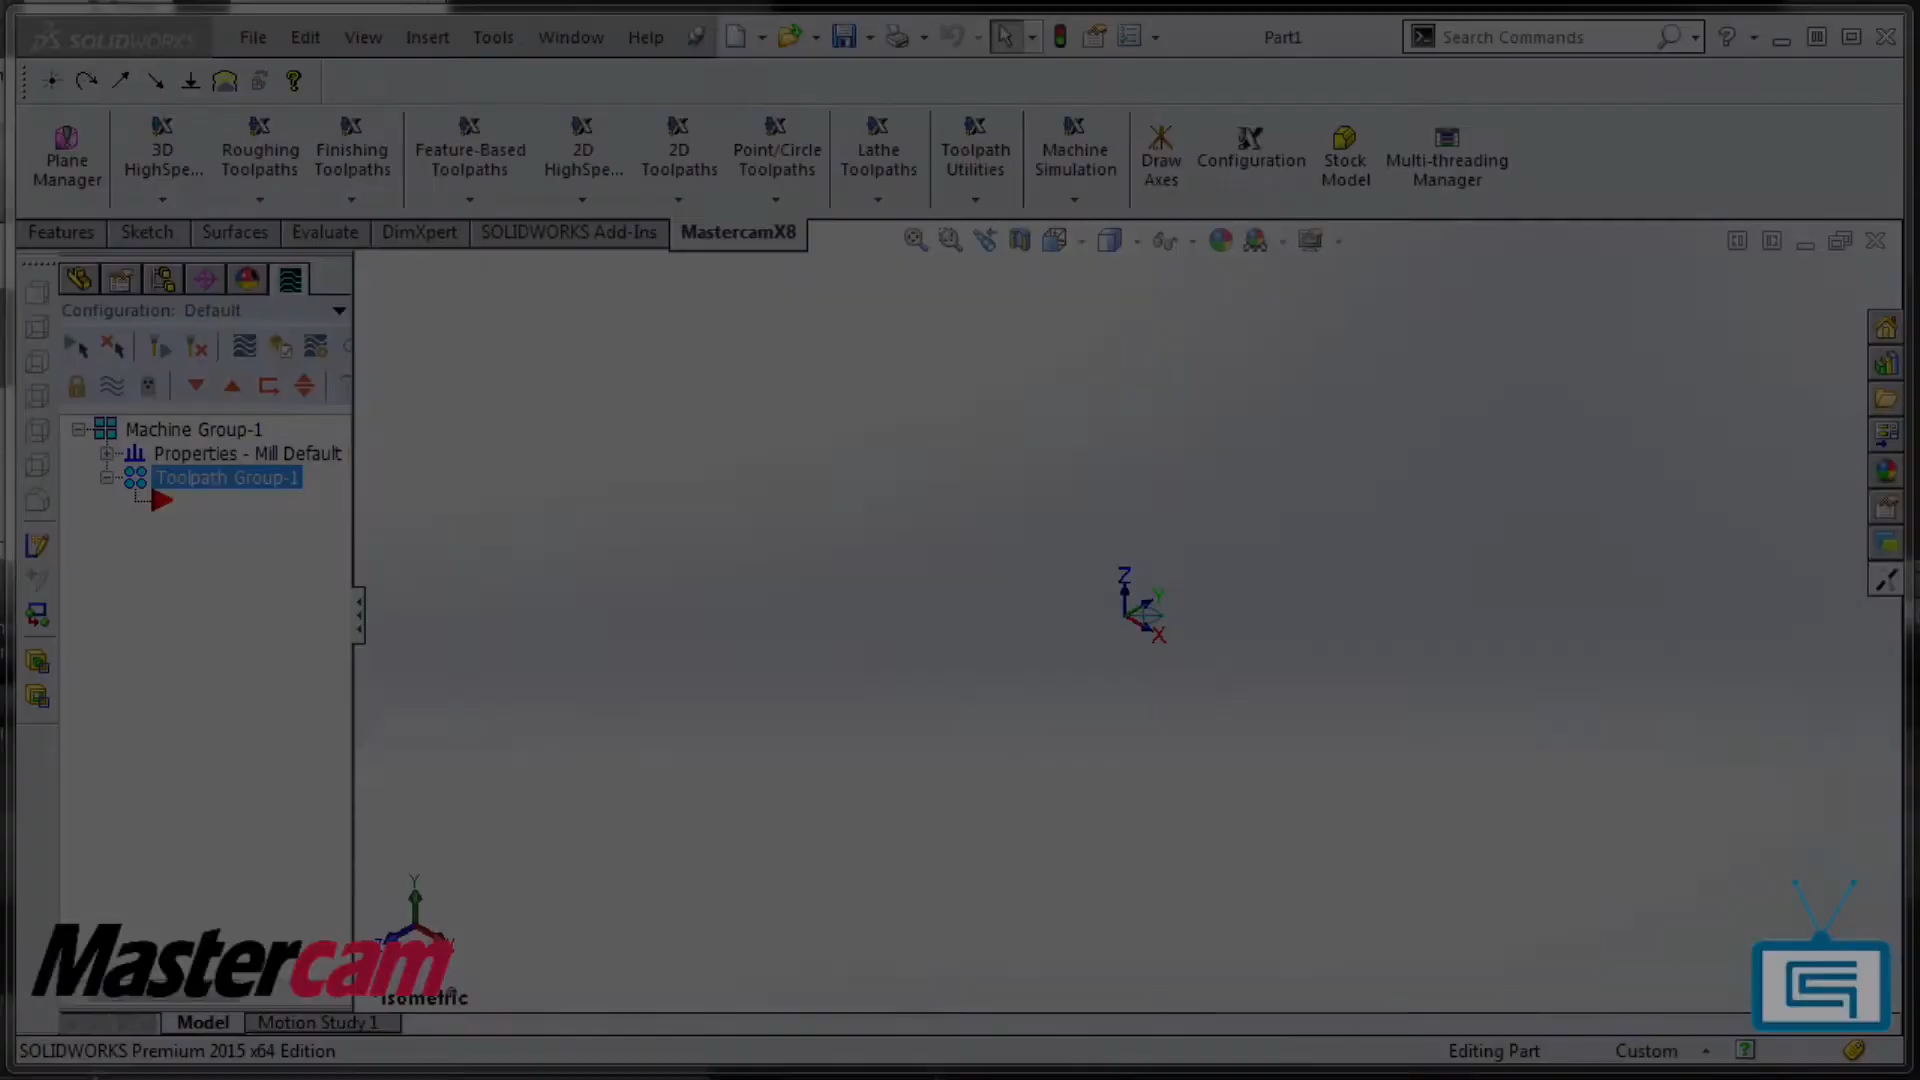 SOLIDWORKS File Edit View Insert Tools Window Help Part1 Search Commands
Plane Manager
3D HighSpe...
Roughing Toolpaths
Finishing Toolpaths
Feature-Based Toolpaths
2D HighSpe...
2D Toolpaths
Point/Circle Toolpaths
Lathe Toolpaths
Toolpath Utilities
Machine Simulation
Draw Axes
Configuration
Stock Model
Multi-threading Manager
Features Sketch Surfaces Evaluate DimXpert SOLIDWORKS Add-Ins MastercamX8
Configuration: Default
Machine Group-1
Properties - Mill Default
Toolpath Group-1
Z
Y
X
Y
Mastercam
Isometric
Model Motion Study 1
SOLIDWORKS Premium 2015 x64 Edition Editing Part Custom